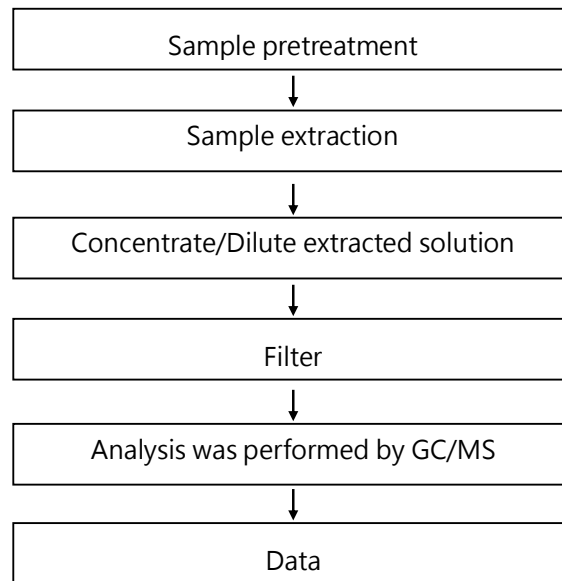 Sample pretreatment
Sample extraction
Concentrate/Dilute extracted solution
Filter
Analysis was performed by GC/MS
Data